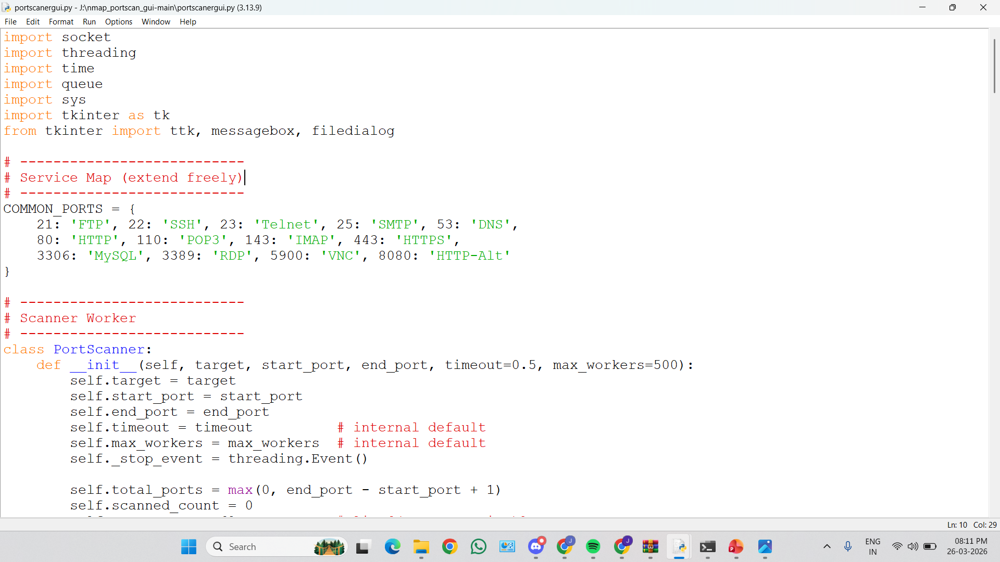 portscanergui.py - J:\nmap_portscan_gui-main\portscanergui.py (3.13.9)
File Edit Format Run Options Window Help
import socket
import threading
import time
import queue
import sys
import tkinter as tk
from tkinter import ttk, messagebox, filedialog
# ---------------------------
# Service Map (extend freely)
# ---------------------------
COMMON_PORTS = {
    21: 'FTP', 22: 'SSH', 23: 'Telnet', 25: 'SMTP', 53: 'DNS',
    80: 'HTTP', 110: 'POP3', 143: 'IMAP', 443: 'HTTPS',
    3306: 'MySQL', 3389: 'RDP', 5900: 'VNC', 8080: 'HTTP-Alt'
}
# ---------------------------
# Scanner Worker
# ---------------------------
class PortScanner:
    def __init__(self, target, start_port, end_port, timeout=0.5, max_workers=500):
        self.target = target
        self.start_port = start_port
        self.end_port = end_port
        self.timeout = timeout          # internal default
        self.max_workers = max_workers  # internal default
        self._stop_event = threading.Event()
        self.total_ports = max(0, end_port - start_port + 1)
        self.scanned_count = 0
Ln: 10 Col: 29
Search
ENG
IN
08:11 PM
26-03-2026